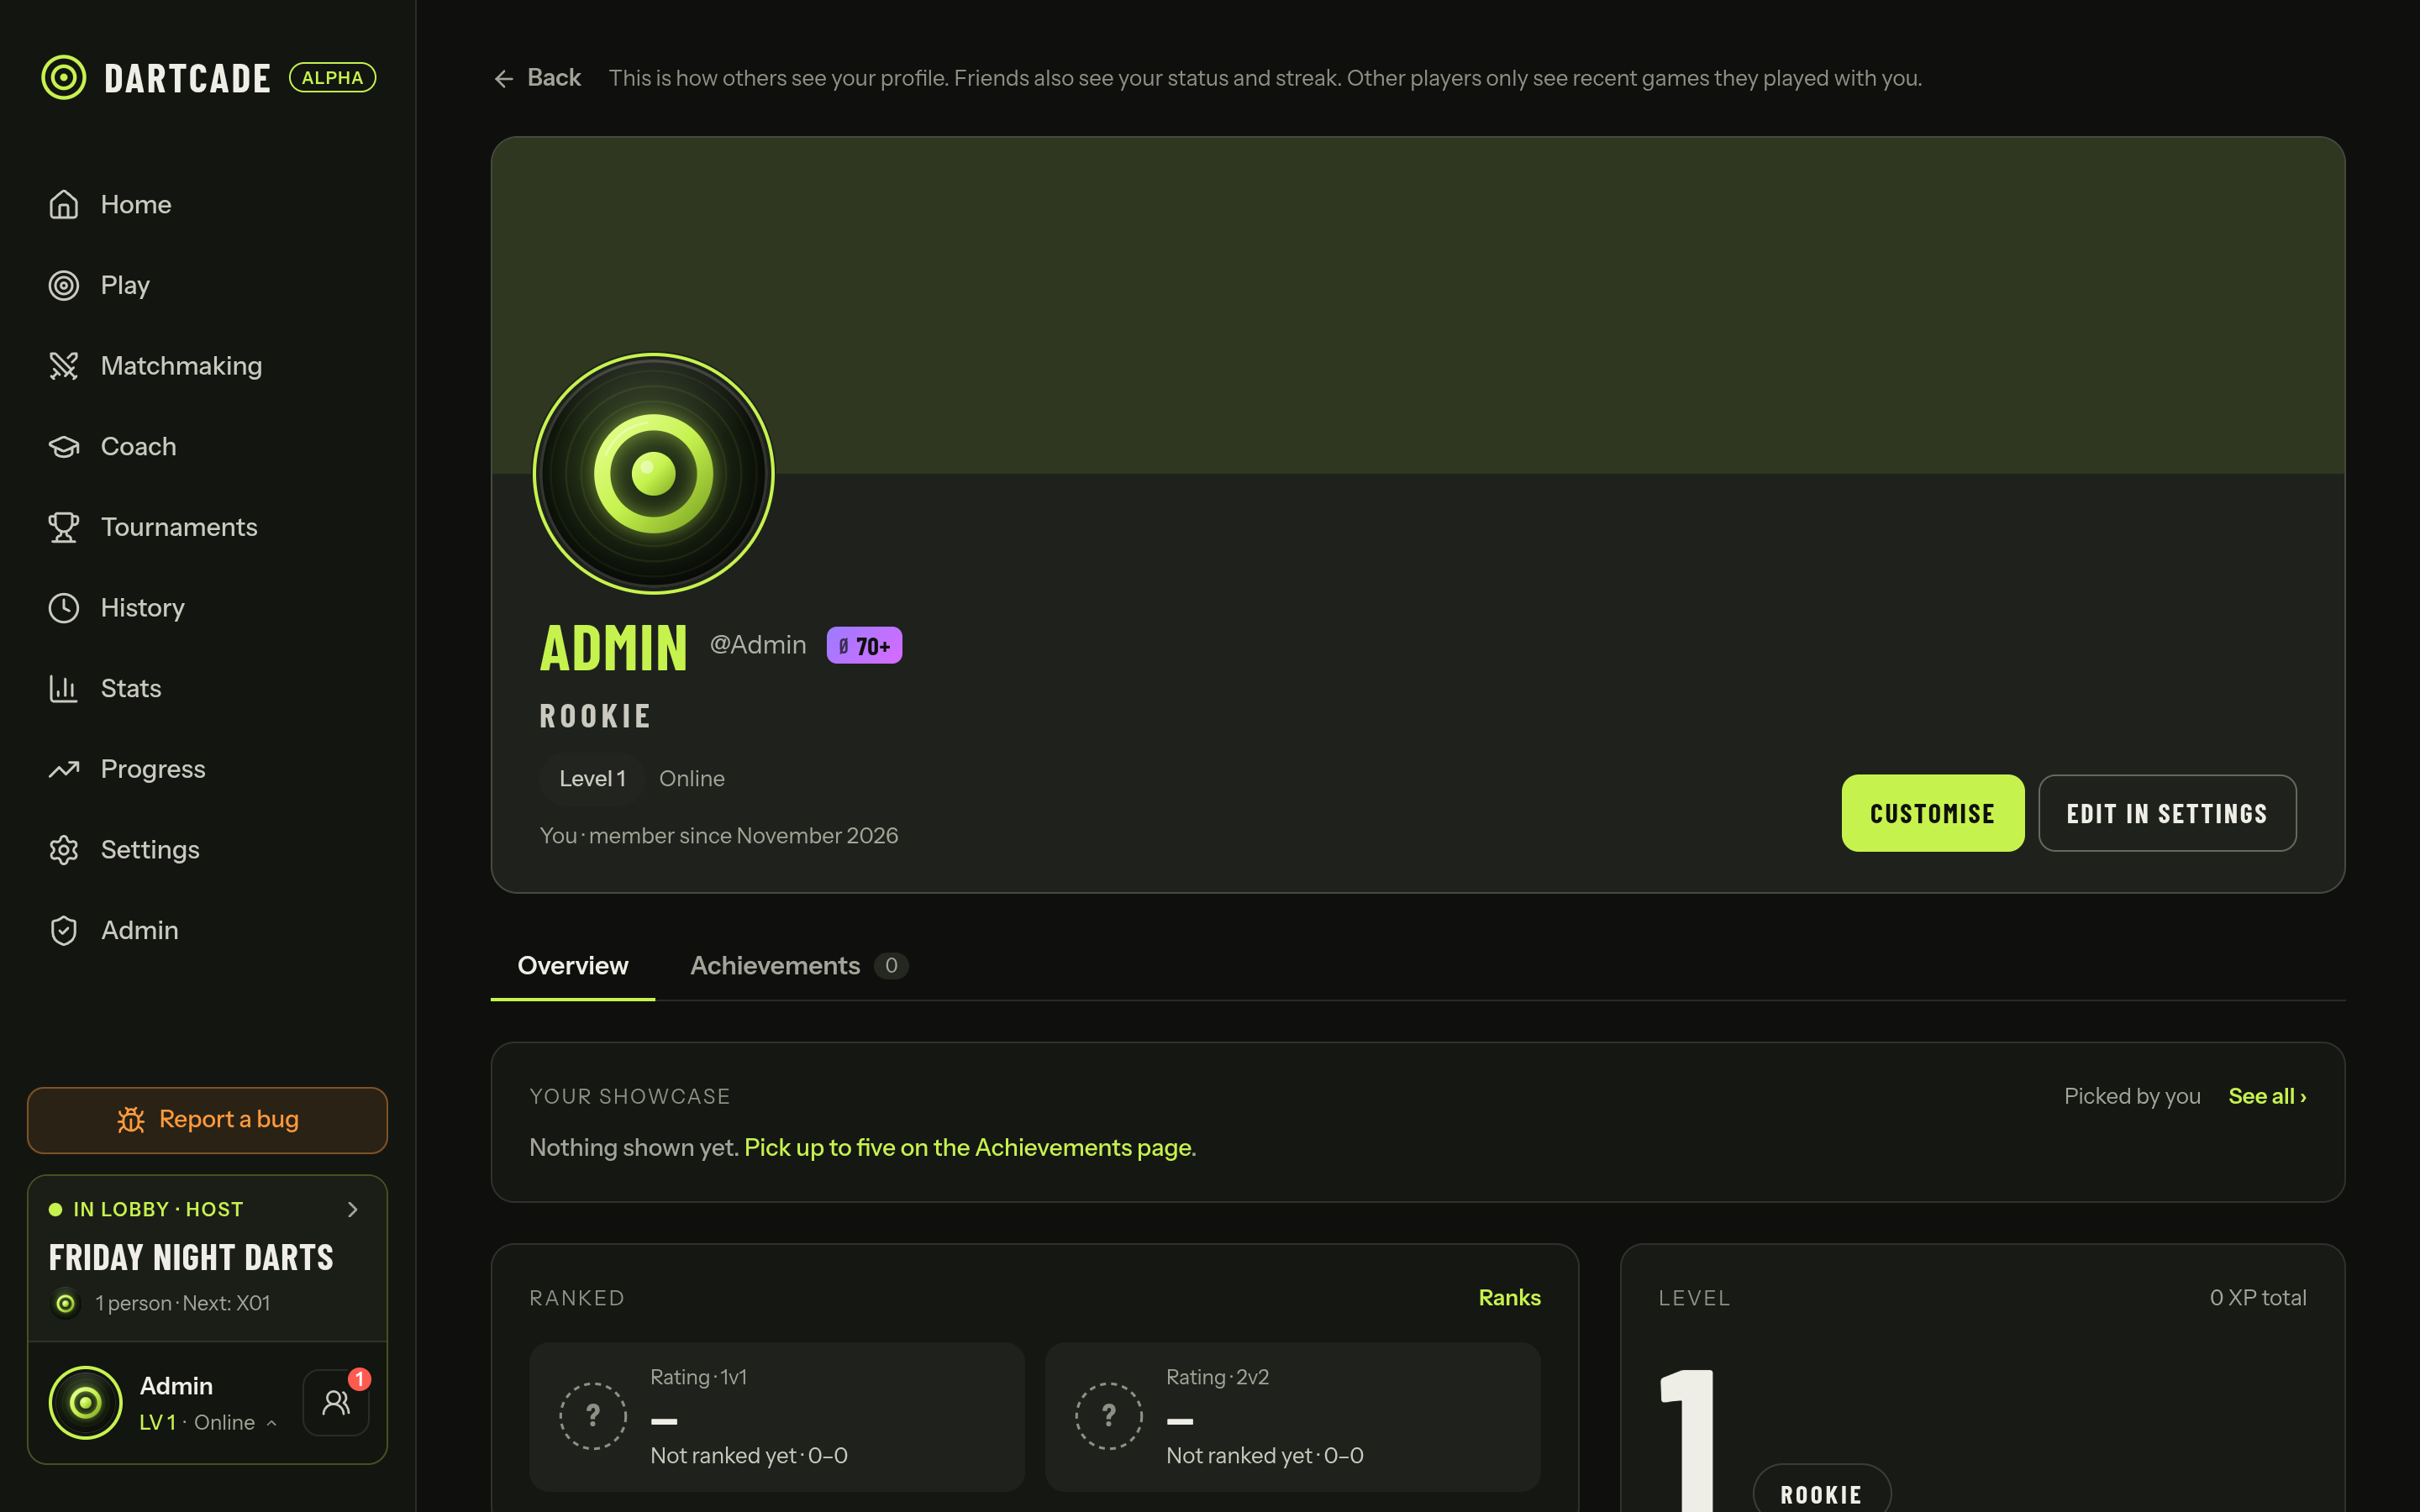 DARTCADE ALPHA
Home
Play
Matchmaking
Coach
Tournaments
History
Stats
Progress
Settings
Admin
Report a bug
IN LOBBY · HOST
FRIDAY NIGHT DARTS
1 person · Next: X01
Admin
LV 1 · Online
1
Back This is how others see your profile. Friends also see your status and streak. Other players only see recent games they played with you.
ADMIN @Admin Ø 70+
ROOKIE
Level 1 Online
You · member since November 2026
CUSTOMISE EDIT IN SETTINGS
Overview Achievements 0
YOUR SHOWCASE Picked by you See all ›
Nothing shown yet. Pick up to five on the Achievements page.
RANKED Ranks
? Rating · 1v1
–
Not ranked yet · 0–0
? Rating · 2v2
–
Not ranked yet · 0–0
LEVEL 0 XP total
1 ROOKIE